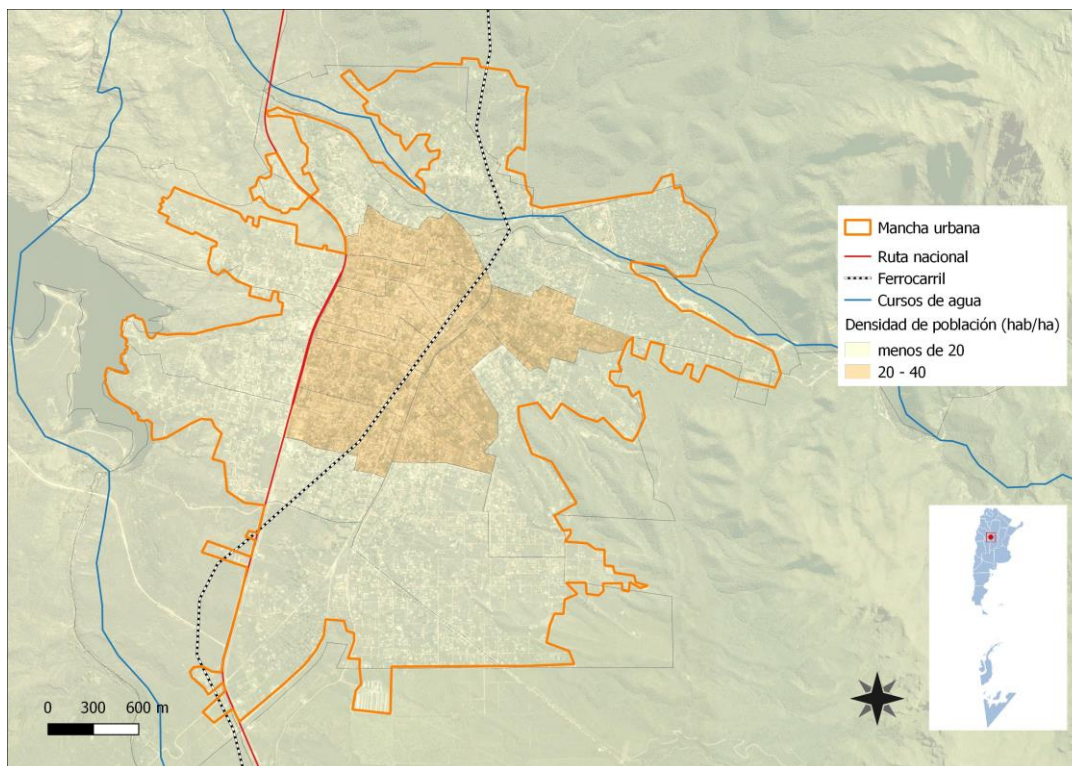 Mancha urbana
Ruta nacional
Ferrocarril
Cursos de agua
Densidad de población (hab/ha)
menos de 20
20 - 40
0 300 600 m